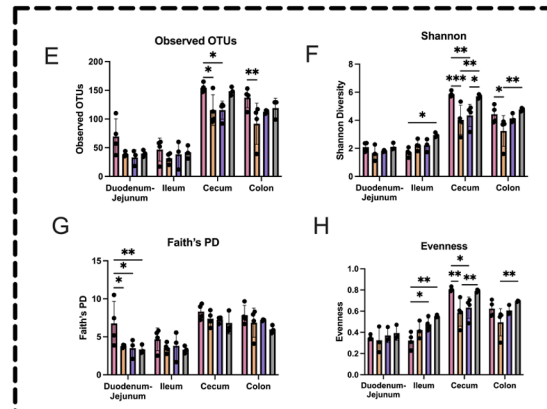 E
Observed OTUs
Observed OTUs
200
150
100
50
0
* *
**
Duodenum-
Jejunum
Ileum
Cecum
Colon
F
Shannon
Shannon Diversity
8
6
4
2
0
*
**
**
*** *
*
**
Duodenum-
Jejunum
Ileum
Cecum
Colon
G
Faith's PD
Faith's PD
15
10
5
0
**
*
*
Duodenum-
Jejunum
Ileum
Cecum
Colon
H
Evenness
Evenness
1.0
0.8
0.6
0.4
0.2
0.0
**
*
*
** **
**
Duodenum-
Jejunum
Ileum
Cecum
Colon